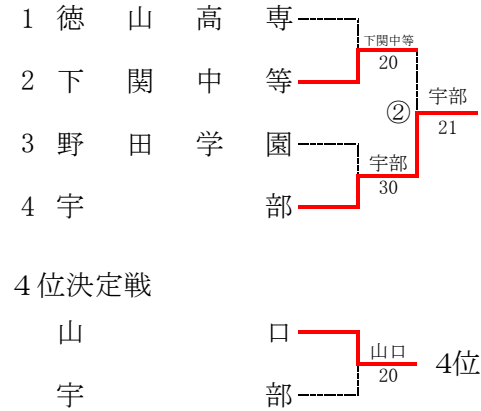 1 徳山高専
下関中等
20
2 下関中等
② 宇部
21
3 野田学園
宇部
30
4 宇部
4位決定戦
山口
山口
20
4位
宇部